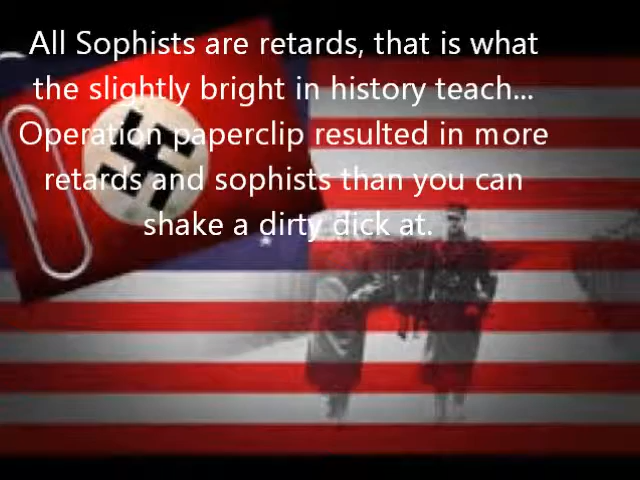 All Sophists are retards, that is what
the slightly bright in history teach...
Operation paperclip resulted in more
retards and sophists than you can
shake a dirty dick at.